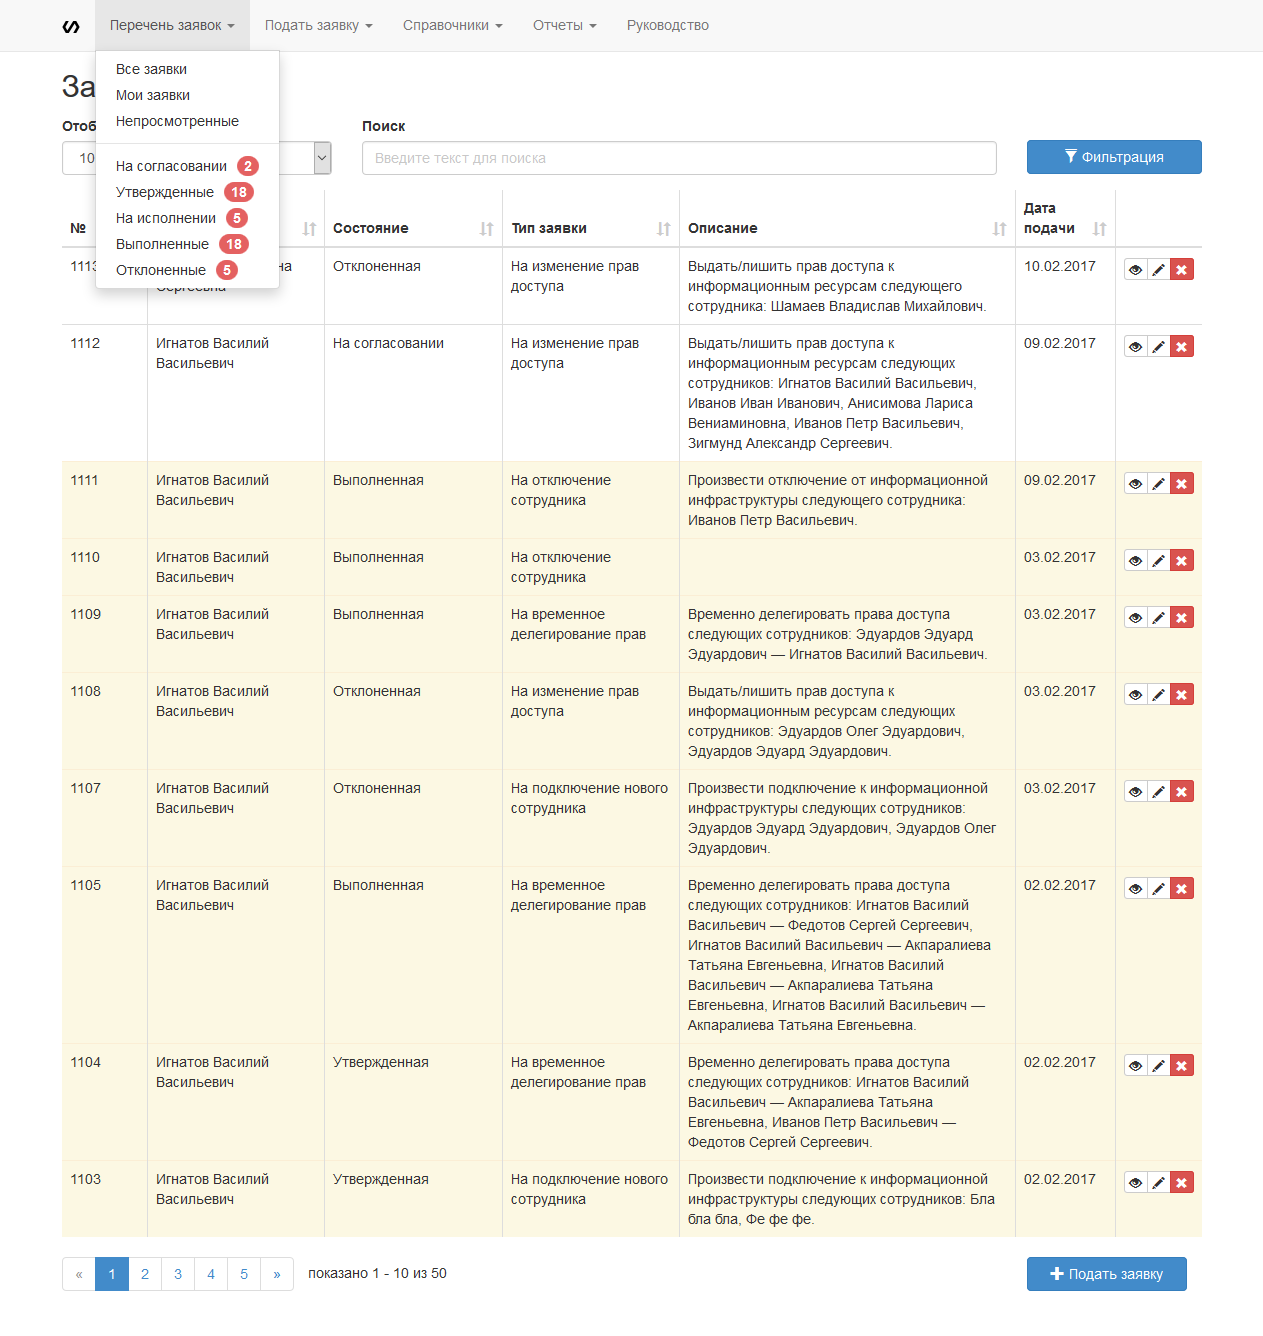 Перечень заявок Подать заявку Справочники Отчеты Руководство
Все заявки
Мои заявки
Непросмотренные
На согласовании 2
Утвержденные 18
На исполнении 5
Выполненные 18
Отклоненные 5
За
Отоб
10
Поиск
Введите текст для поиска
Фильтрация
№ Состояние Тип заявки Описание Дата
подачи
1113 на Отклоненная На изменение прав Выдать/лишить прав доступа к 10.02.2017
Сергеевна доступа информационным ресурсам следующего
сотрудника: Шамаев Владислав Михайлович.
1112 Игнатов Василий На согласовании На изменение прав Выдать/лишить прав доступа к 09.02.2017
Васильевич доступа информационным ресурсам следующих
сотрудников: Игнатов Василий Васильевич,
Иванов Иван Иванович, Анисимова Лариса
Вениаминовна, Иванов Петр Васильевич,
Зигмунд Александр Сергеевич.
1111 Игнатов Василий Выполненная На отключение Произвести отключение от информационной 09.02.2017
Васильевич сотрудника инфраструктуры следующего сотрудника:
Иванов Петр Васильевич.
1110 Игнатов Василий Выполненная На отключение 03.02.2017
Васильевич сотрудника
1109 Игнатов Василий Выполненная На временное Временно делегировать права доступа 03.02.2017
Васильевич делегирование прав следующих сотрудников: Эдуардов Эдуард
Эдуардович — Игнатов Василий Васильевич.
1108 Игнатов Василий Отклоненная На изменение прав Выдать/лишить прав доступа к 03.02.2017
Васильевич доступа информационным ресурсам следующих
сотрудников: Эдуардов Олег Эдуардович,
Эдуардов Эдуард Эдуардович.
1107 Игнатов Василий Отклоненная На подключение нового Произвести подключение к информационной 03.02.2017
Васильевич сотрудника инфраструктуры следующих сотрудников:
Эдуардов Эдуард Эдуардович, Эдуардов Олег
Эдуардович.
1105 Игнатов Василий Выполненная На временное Временно делегировать права доступа 02.02.2017
Васильевич делегирование прав следующих сотрудников: Игнатов Василий
Васильевич — Федотов Сергей Сергеевич,
Игнатов Василий Васильевич — Акпаралиева
Татьяна Евгеньевна, Игнатов Василий
Васильевич — Акпаралиева Татьяна
Евгеньевна, Игнатов Василий Васильевич —
Акпаралиева Татьяна Евгеньевна.
1104 Игнатов Василий Утвержденная На временное Временно делегировать права доступа 02.02.2017
Васильевич делегирование прав следующих сотрудников: Игнатов Василий
Васильевич — Акпаралиева Татьяна
Евгеньевна, Иванов Петр Васильевич —
Федотов Сергей Сергеевич.
1103 Игнатов Василий Утвержденная На подключение нового Произвести подключение к информационной 02.02.2017
Васильевич сотрудника инфраструктуры следующих сотрудников: Бла
бла бла, Фе фе фе.
« 1 2 3 4 5 » показано 1 - 10 из 50
Подать заявку